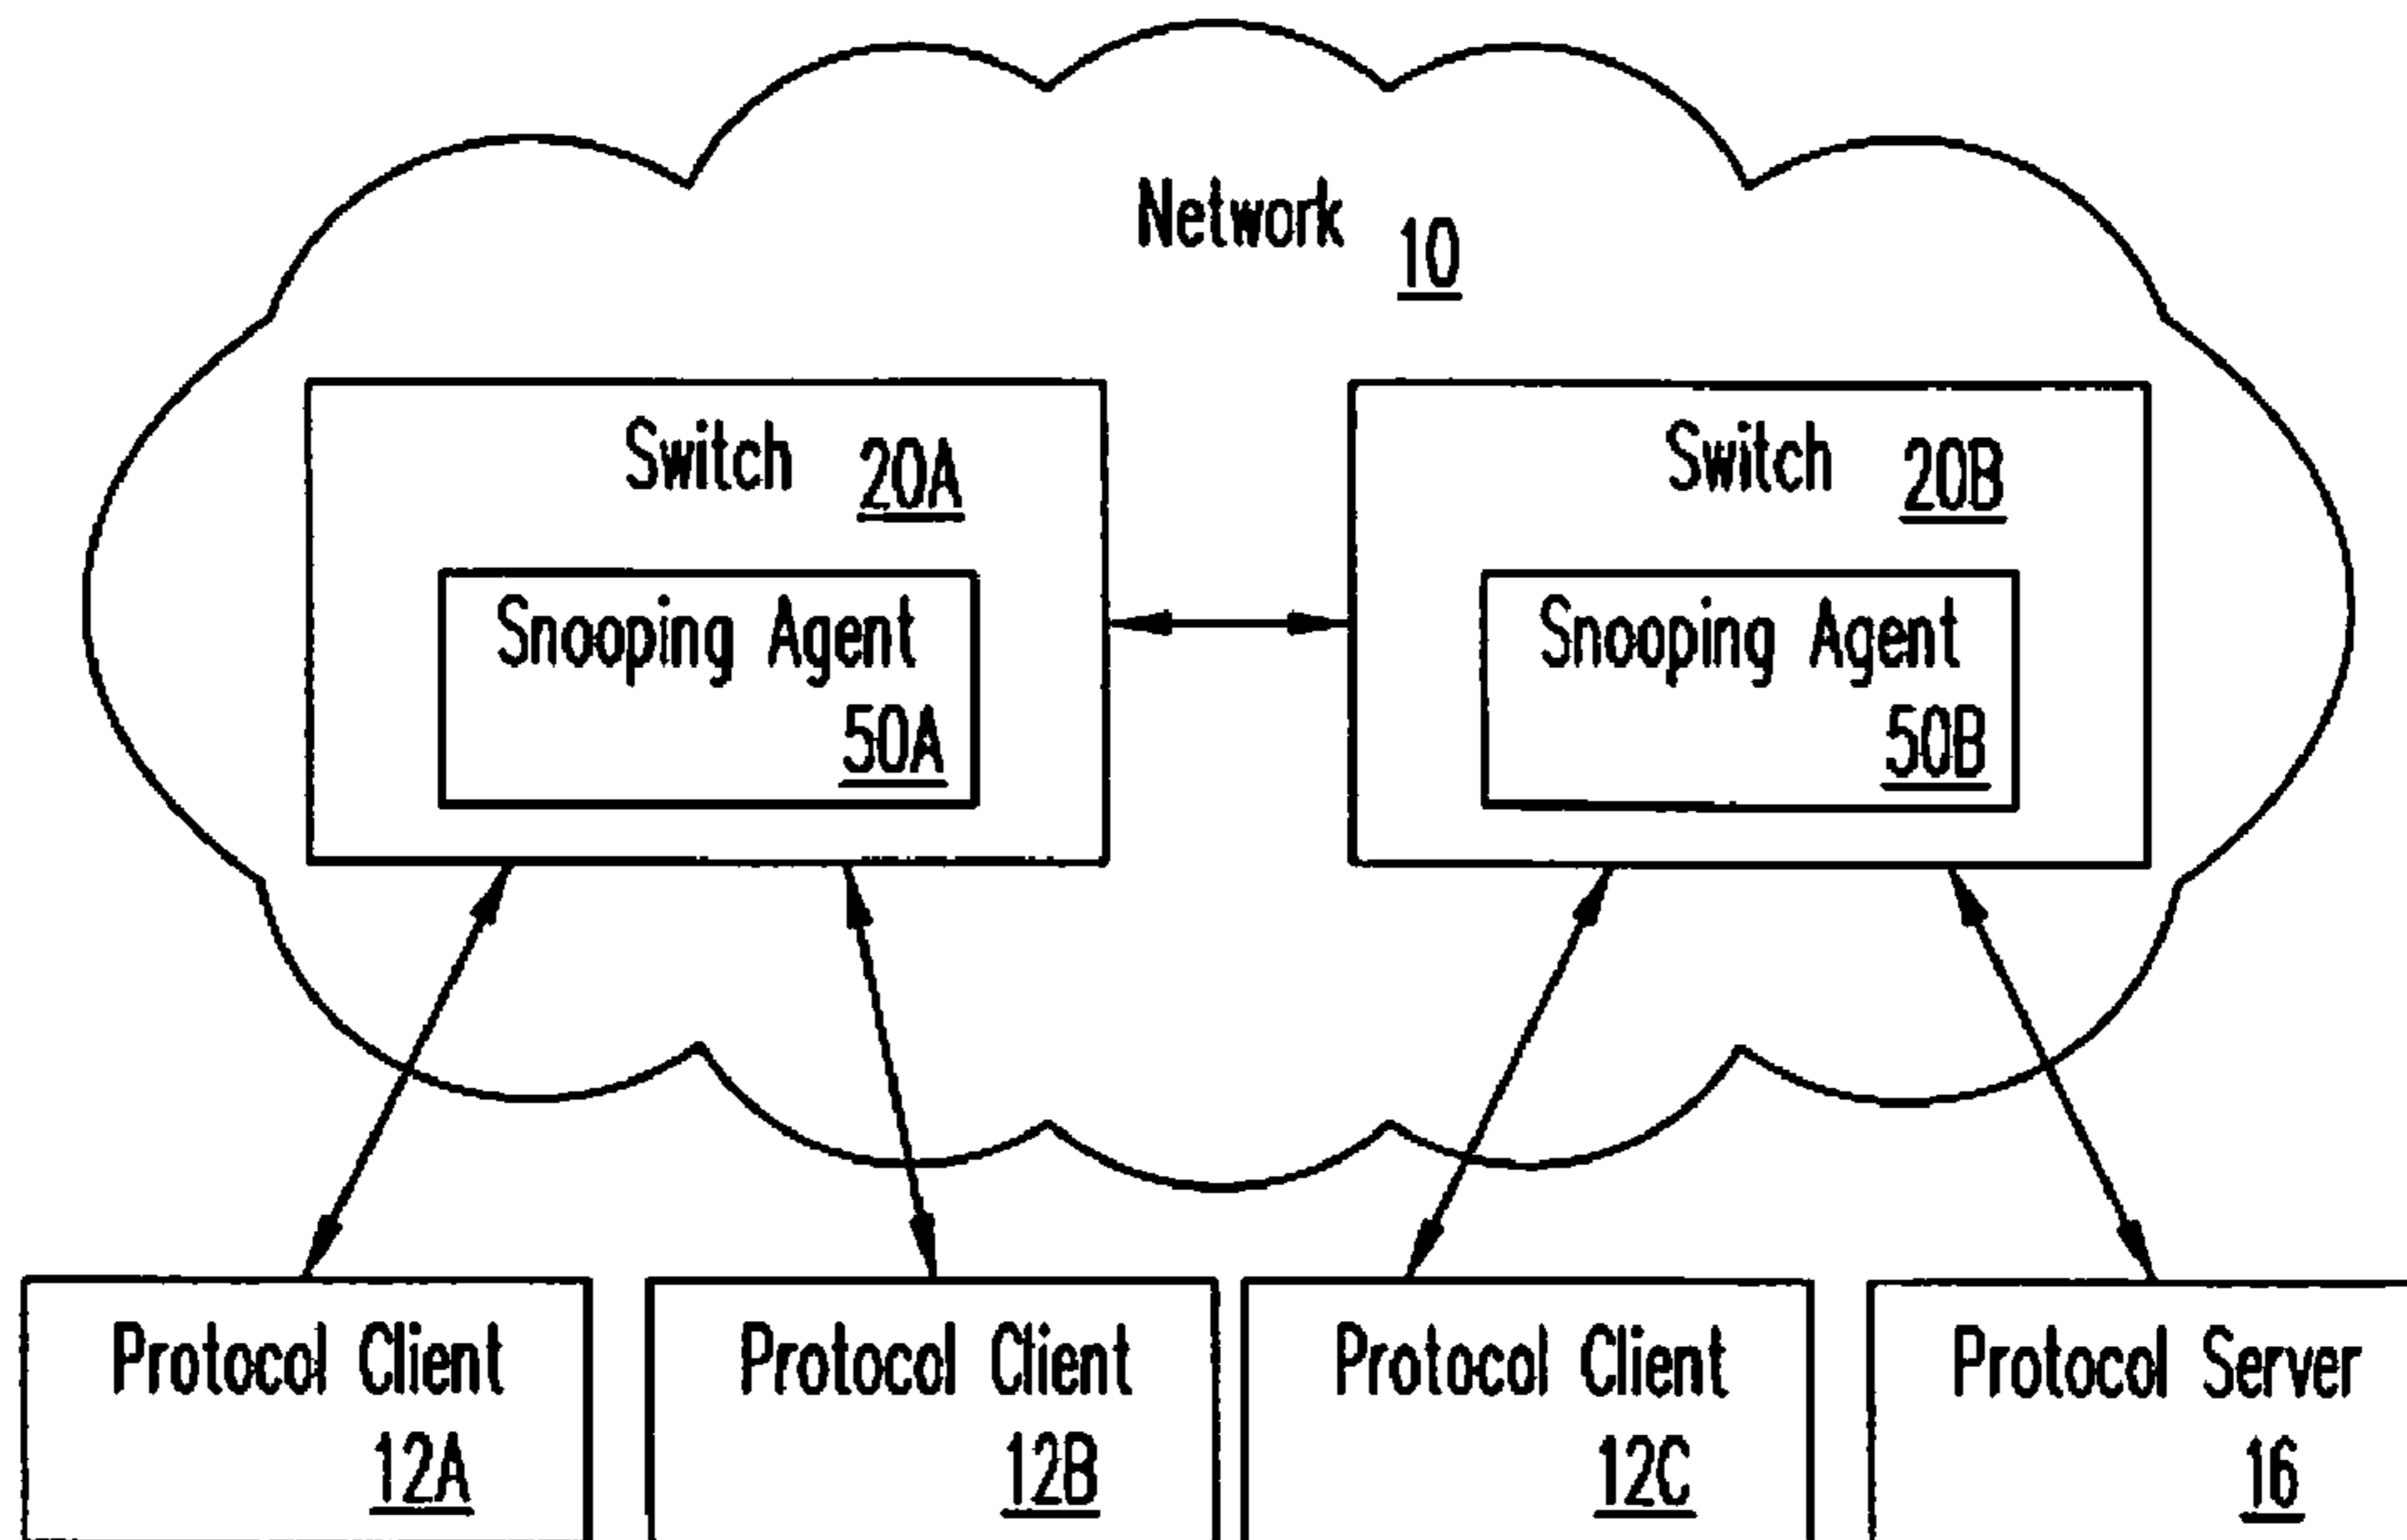 Network 10
Switch 20A
Switch 20B
Snooping Agent
50A
Snooping Agent
50B
Protocol Client
12A
Protocol Client
12B
Protocol Client
12C
Protocol Server
16